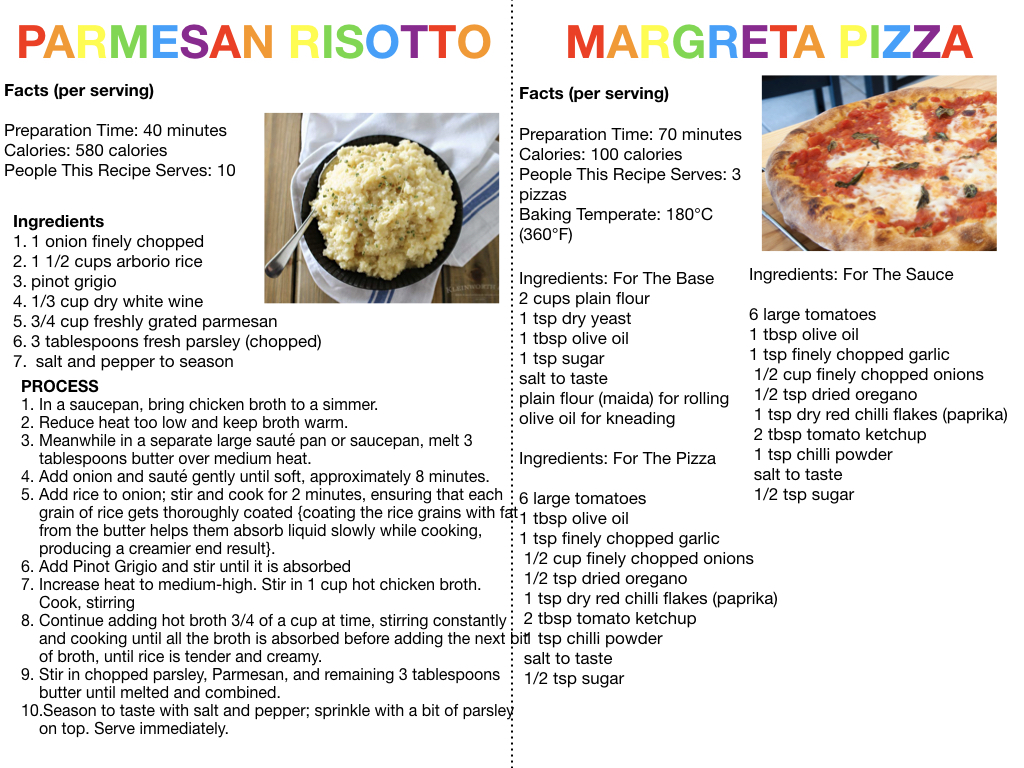 PARMESAN RISOTTO
Facts (per serving)
Preparation Time: 40 minutes
Calories: 580 calories
People This Recipe Serves: 10
Ingredients
1. 1 onion finely chopped
2. 1 1/2 cups arborio rice
3. pinot grigio
4. 1/3 cup dry white wine
5. 3/4 cup freshly grated parmesan
6. 3 tablespoons fresh parsley (chopped)
7. salt and pepper to season
PROCESS
1. In a saucepan, bring chicken broth to a simmer.
2. Reduce heat too low and keep broth warm.
3. Meanwhile in a separate large sauté pan or saucepan, melt 3
tablespoons butter over medium heat.
4. Add onion and sauté gently until soft, approximately 8 minutes.
5. Add rice to onion; stir and cook for 2 minutes, ensuring that each
grain of rice gets thoroughly coated {coating the rice grains with fat
from the butter helps them absorb liquid slowly while cooking,
producing a creamier end result}.
6. Add Pinot Grigio and stir until it is absorbed
7. Increase heat to medium-high. Stir in 1 cup hot chicken broth.
Cook, stirring
8. Continue adding hot broth 3/4 of a cup at time, stirring constantly
and cooking until all the broth is absorbed before adding the next bit
of broth, until rice is tender and creamy.
9. Stir in chopped parsley, Parmesan, and remaining 3 tablespoons
butter until melted and combined.
10.Season to taste with salt and pepper; sprinkle with a bit of parsley
on top. Serve immediately.
MARGRETA PIZZA
Facts (per serving)
Preparation Time: 70 minutes
Calories: 100 calories
People This Recipe Serves: 3
pizzas
Baking Temperate: 180°C
(360°F)
Ingredients: For The Base
2 cups plain flour
1 tsp dry yeast
1 tbsp olive oil
1 tsp sugar
salt to taste
plain flour (maida) for rolling
olive oil for kneading
Ingredients: For The Pizza
6 large tomatoes
1 tbsp olive oil
1 tsp finely chopped garlic
1/2 cup finely chopped onions
1/2 tsp dried oregano
1 tsp dry red chilli flakes (paprika)
2 tbsp tomato ketchup
1 tsp chilli powder
salt to taste
1/2 tsp sugar
Ingredients: For The Sauce
6 large tomatoes
1 tbsp olive oil
1 tsp finely chopped garlic
1/2 cup finely chopped onions
1/2 tsp dried oregano
1 tsp dry red chilli flakes (paprika)
2 tbsp tomato ketchup
1 tsp chilli powder
salt to taste
1/2 tsp sugar